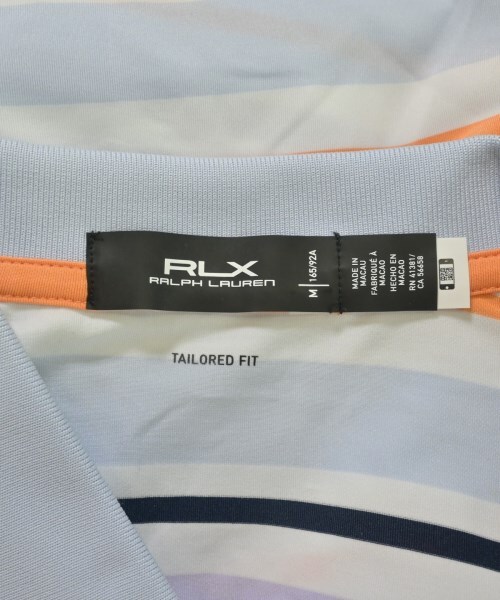 RLX
RALPH LAUREN
M | 165/92A
MADE IN
MACAU
FABRIQUÉ À
MACAO
HECHO EN
MACAO
RN 41381/
CA 56658
TAILORED FIT